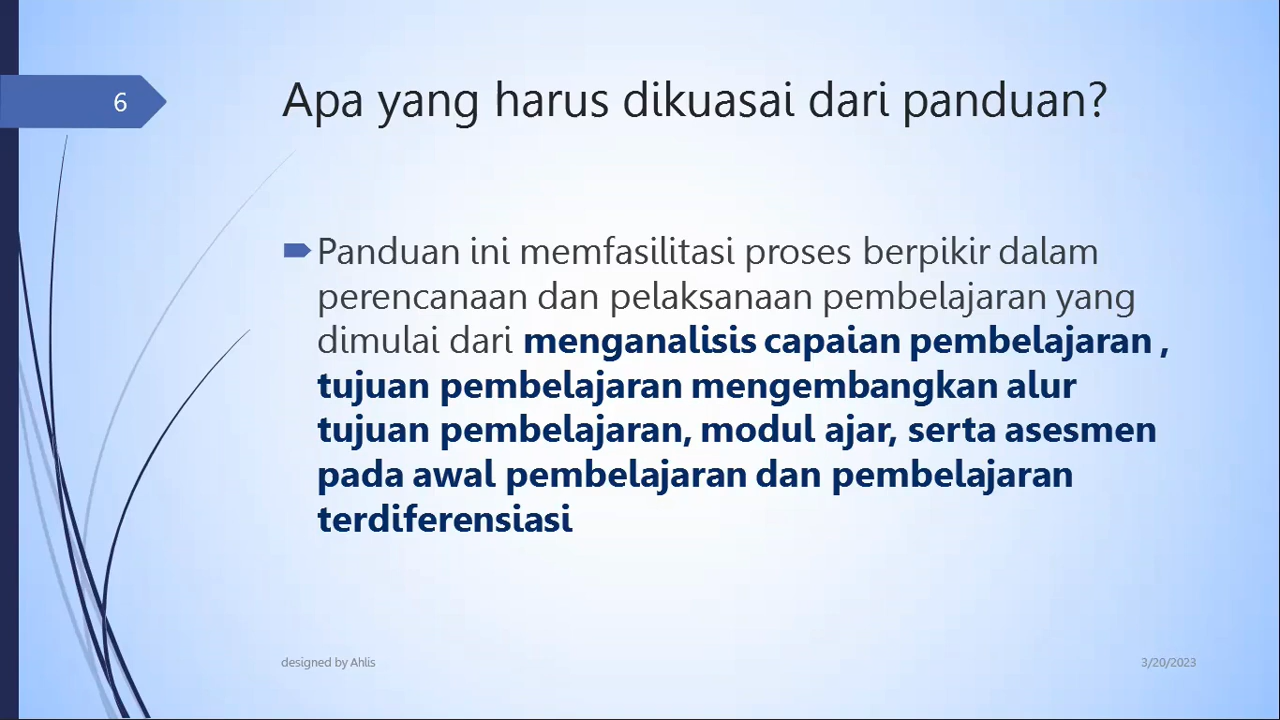 6
Apa yang harus dikuasai dari panduan?
Panduan ini memfasilitasi proses berpikir dalam
perencanaan dan pelaksanaan pembelajaran yang
dimulai dari menganalisis capaian pembelajaran ,
tujuan pembelajaran mengembangkan alur
tujuan pembelajaran, modul ajar, serta asesmen
pada awal pembelajaran dan pembelajaran
terdiferensiasi
designed by Ahlis
3/20/2023